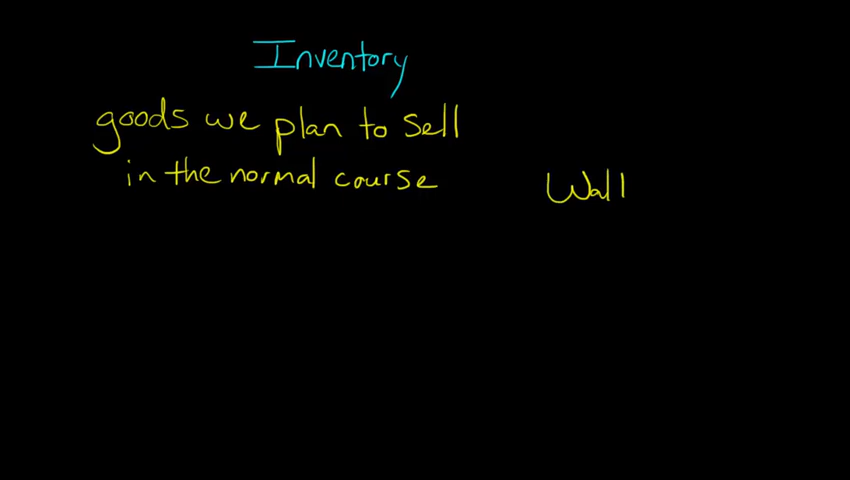 Inventory
goods we plan to sell
in the normal course
Wall